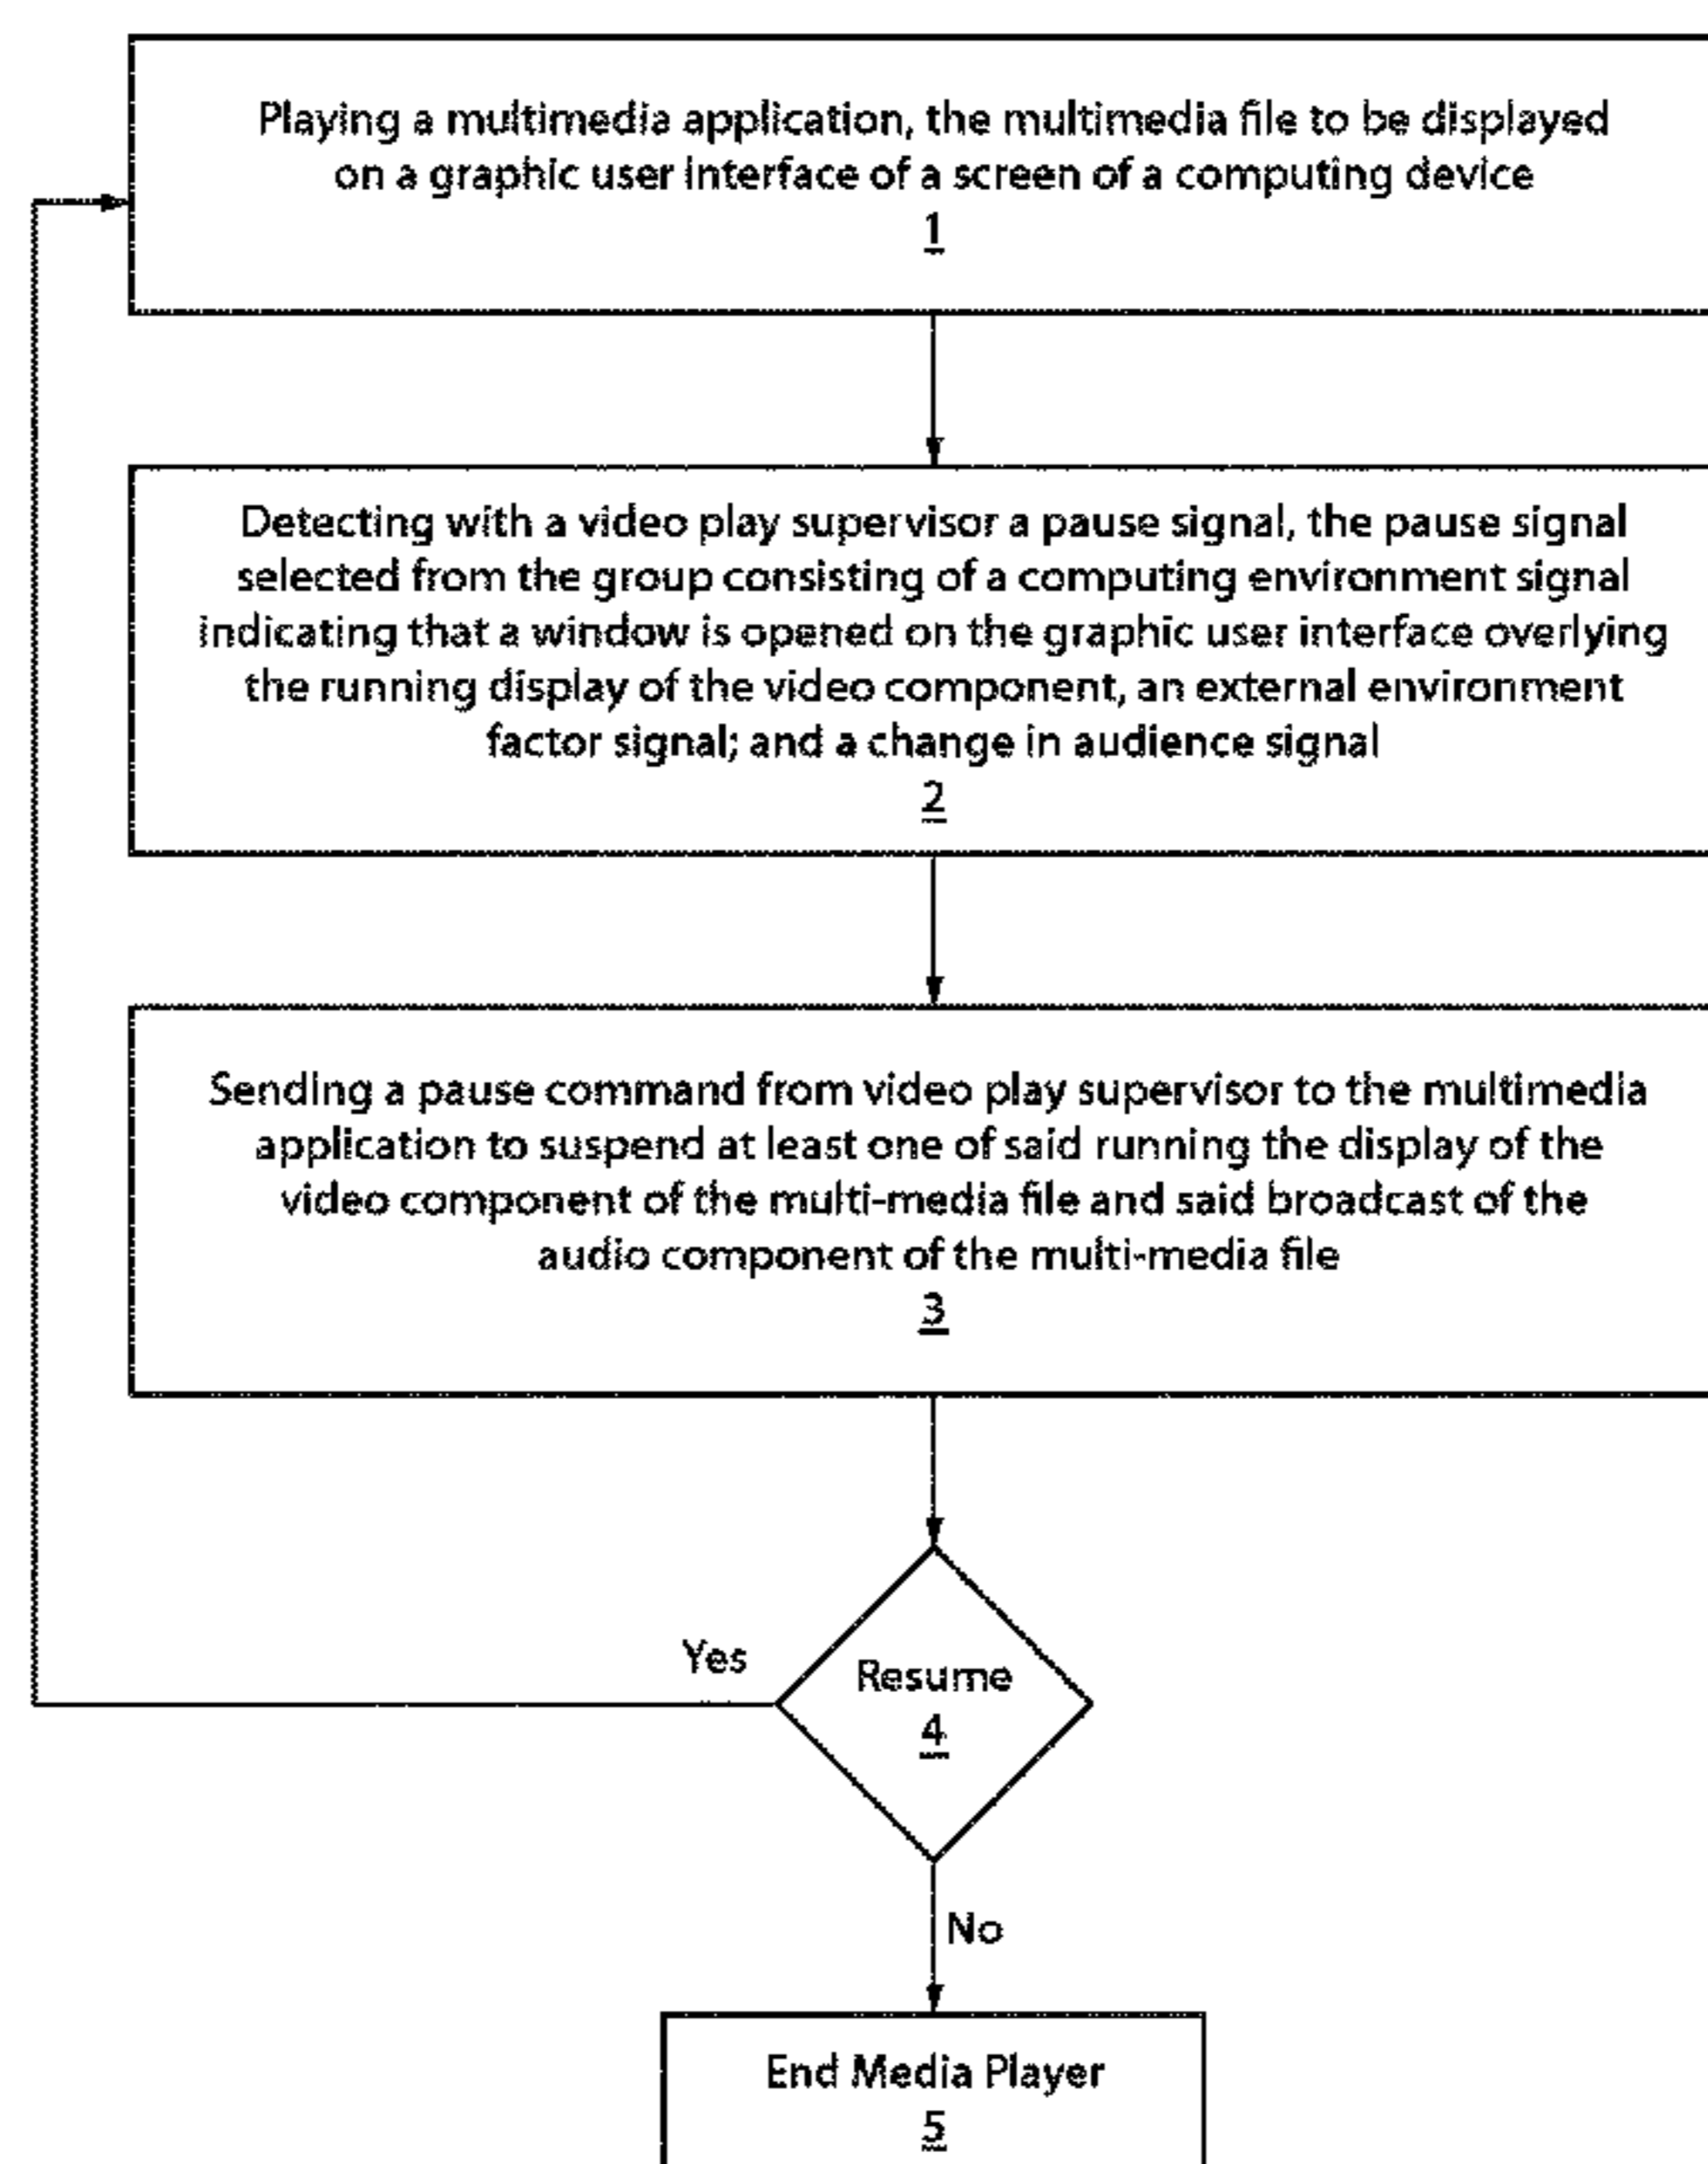 Playing a multimedia application, the multimedia file to be displayed
on a graphic user interface of a screen of a computing device
1
Detecting with a video play supervisor a pause signal, the pause signal
selected from the group consisting of a computing environment signal
indicating that a window is opened on the graphic user interface overlying
the running display of the video component, an external environment
factor signal; and a change in audience signal
2
Sending a pause command from video play supervisor to the multimedia
application to suspend at least one of said running the display of the
video component of the multi-media file and said broadcast of the
audio component of the multi-media file
3
Yes
Resume
4
No
End Media Player
5